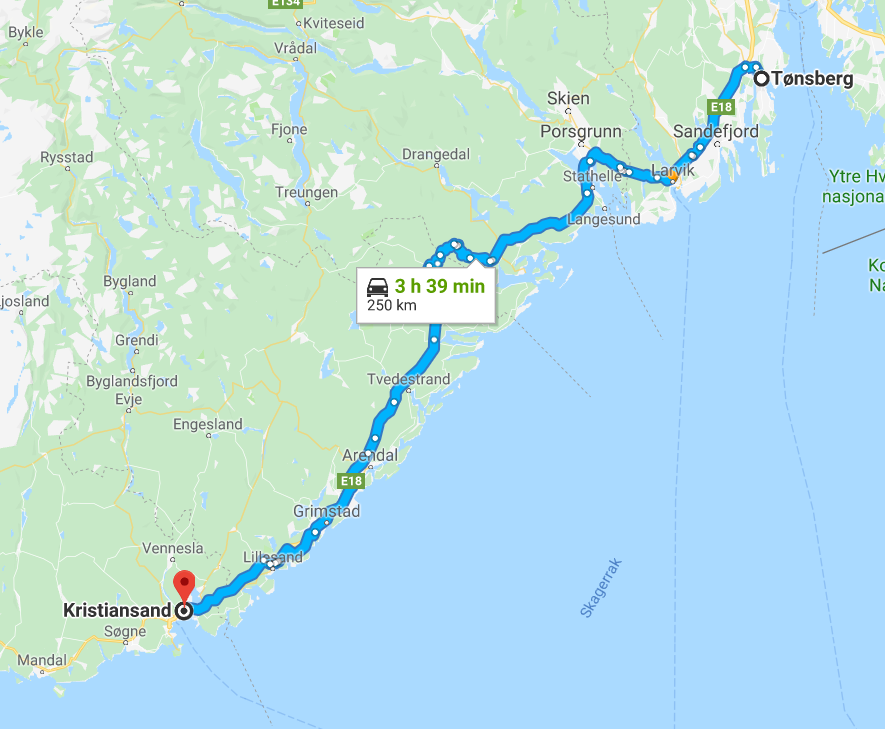 E134
Bykle
Kviteseid
Vrådal
Tønsberg
Skien
E18
Fjone
Porsgrunn
Sandefjord
Rysstad
Drangedal
Larvik
Stathelle
Ytre Hv
nasjona
Treungen
Langesund
Ko
Na
Bygland
3 h 39 min
josland
250 km
Grendi
Byglandsfjord
Tvedestrand
Evje
Engesland
Arendal
E18
Grimstad
Vennesla
Lillesand
Skagerrak
Kristiansand
Søgne
Mandal